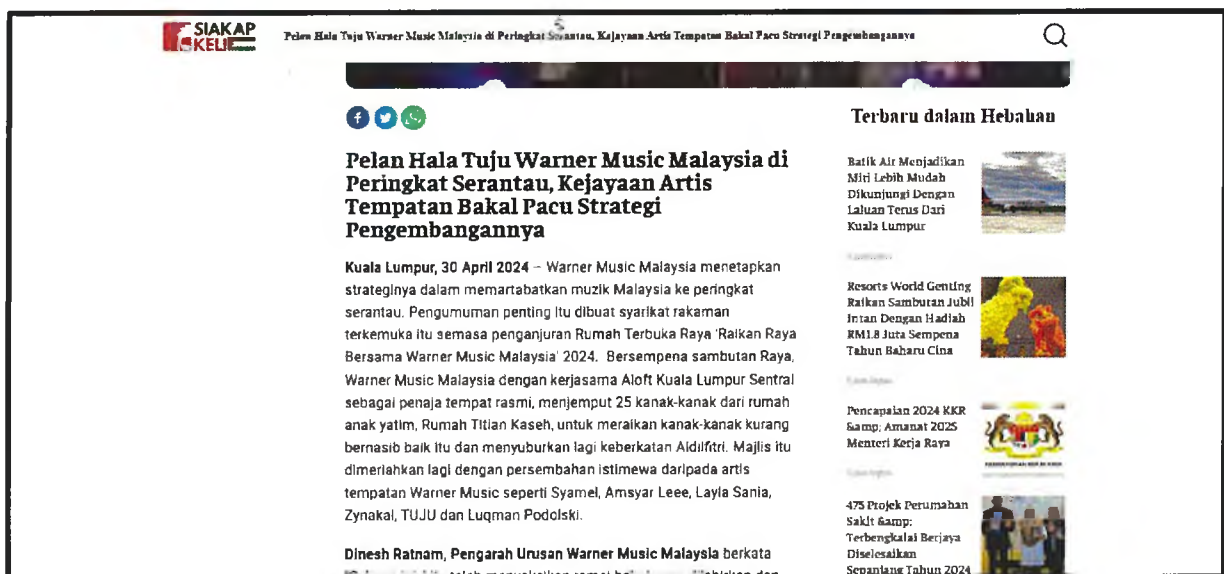 SIAKAP
KELI
Pelan Hala Tuju Warner Music Malaysia di Peringkat Serantau, Kejayaan Artis Tempatan Bakal Pacu Strategi Pengembangannya
Pelan Hala Tuju Warner Music Malaysia di
Peringkat Serantau, Kejayaan Artis
Tempatan Bakal Pacu Strategi
Pengembangannya
Kuala Lumpur, 30 April 2024 – Warner Music Malaysia menetapkan
strateginya dalam memartabatkan muzik Malaysia ke peringkat
serantau. Pengumuman penting itu dibuat syarikat rakaman
terkemuka itu semasa penganjuran Rumah Terbuka Raya 'Raikan Raya
Bersama Warner Music Malaysia' 2024. Bersempena sambutan Raya,
Warner Music Malaysia dengan kerjasama Aloft Kuala Lumpur Sentral
sebagai penaja tempat rasmi, menjemput 25 kanak-kanak dari rumah
anak yatim, Rumah Titian Kaseh, untuk meraikan kanak-kanak kurang
bernasib baik itu dan menyuburkan lagi keberkatan Aidilfitri. Majlis itu
dimeriahkan lagi dengan persembahan istimewa daripada artis
tempatan Warner Music seperti Syamel, Amsyar Leee, Layla Sania,
Zynakal, TUJU dan Luqman Podolski.
Dinesh Ratnam, Pengarah Urusan Warner Music Malaysia berkata
Terbaru dalam Hebahan
Batik Air Menjadikan
Miri Lebih Mudah
Dikunjungi Dengan
Laluan Terus Dari
Kuala Lumpur
Resorts World Genting
Raikan Sambutan Jubli
Intan Dengan Hadiah
RM1.8 Juta Sempena
Tahun Baharu Cina
Pencapaian 2024 KKR
&amp; Amanat 2025
Menteri Kerja Raya
475 Projek Perumahan
Sakit &amp;
Terbengkalai Berjaya
Diselesaikan
Sepanjang Tahun 2024